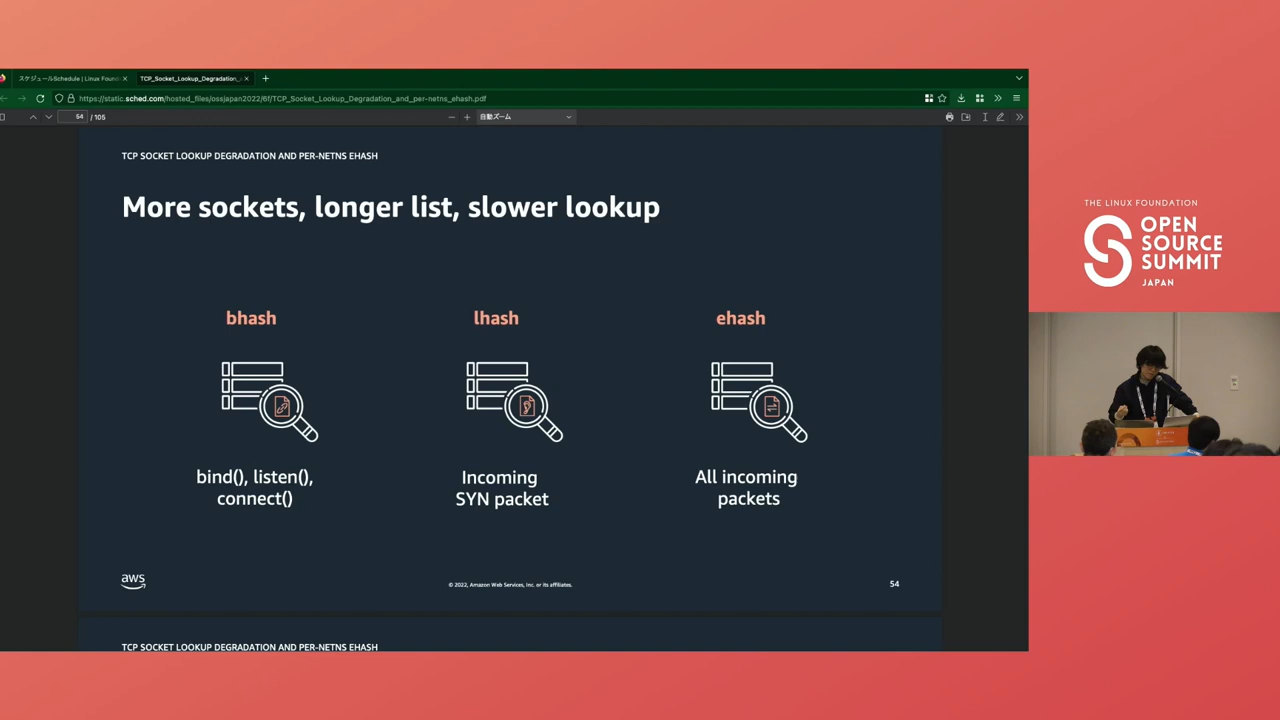 スケジュールSchedule | Linux Found
TCP_Socket_Lookup_Degradation_
https://static.sched.com/hosted_files/ossjapan2022/6f/TCP_Socket_Lookup_Degradation_and_per-netns_ehash.pdf
54 / 105
自動ズーム
TCP SOCKET LOOKUP DEGRADATION AND PER-NETNS EHASH
More sockets, longer list, slower lookup
bhash
lhash
ehash
bind(), listen(),
connect()
Incoming
SYN packet
All incoming
packets
aws
© 2022, Amazon Web Services, Inc. or its affiliates.
54
TCP SOCKET LOOKUP DEGRADATION AND PER-NETNS EHASH
THE LINUX FOUNDATION
OPEN
SOURCE
SUMMIT
JAPAN